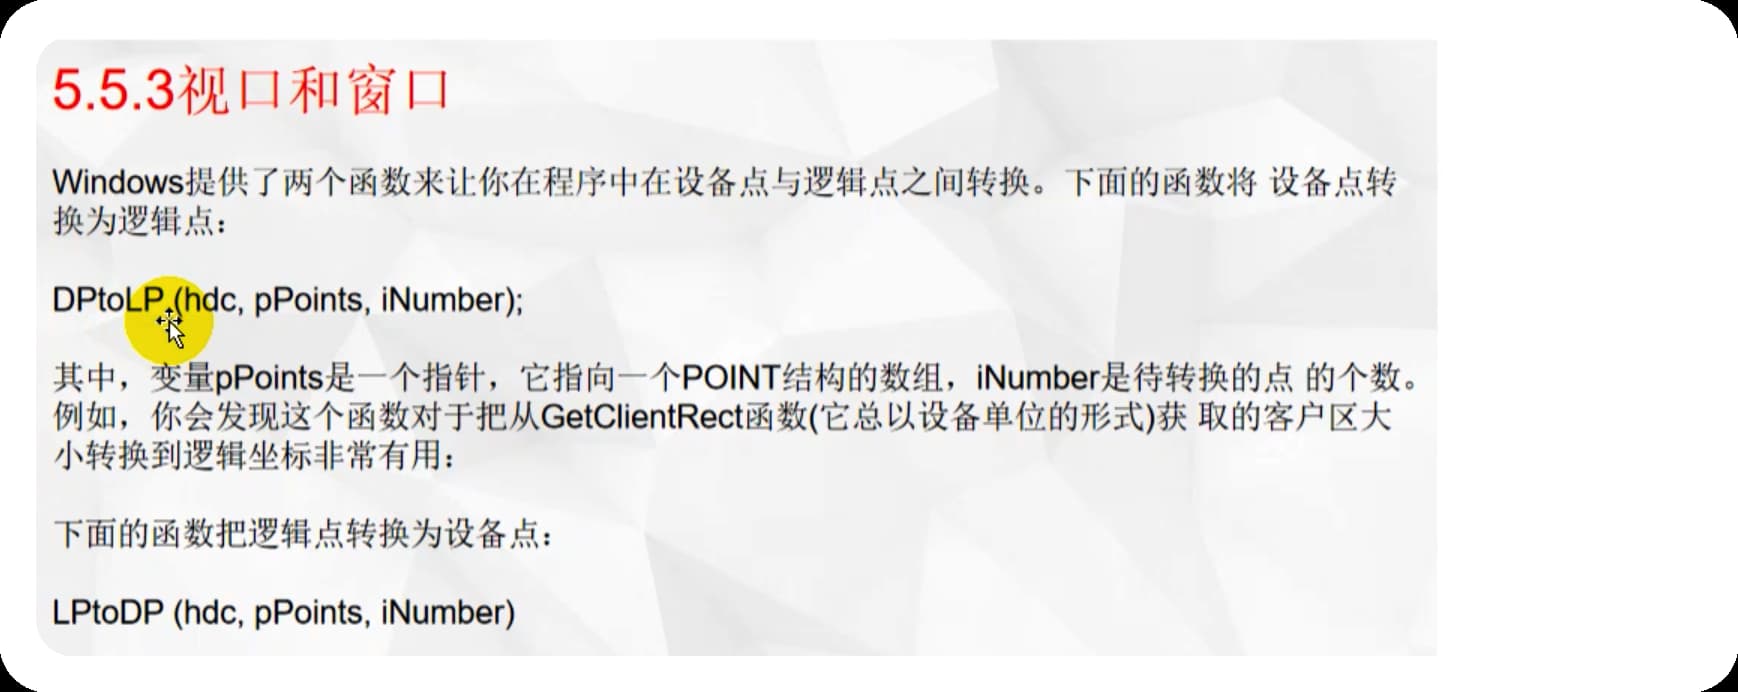 5.5.3视口和窗口
Windows提供了两个函数来让你在程序中在设备点与逻辑点之间转换。下面的函数将 设备点转
换为逻辑点：
DPtoLP (hdc, pPoints, iNumber);
其中，变量pPoints是一个指针，它指向一个POINT结构的数组，iNumber是待转换的点 的个数。
例如，你会发现这个函数对于把从GetClientRect函数(它总以设备单位的形式)获 取的客户区大
小转换到逻辑坐标非常有用：
下面的函数把逻辑点转换为设备点：
LPtoDP (hdc, pPoints, iNumber)